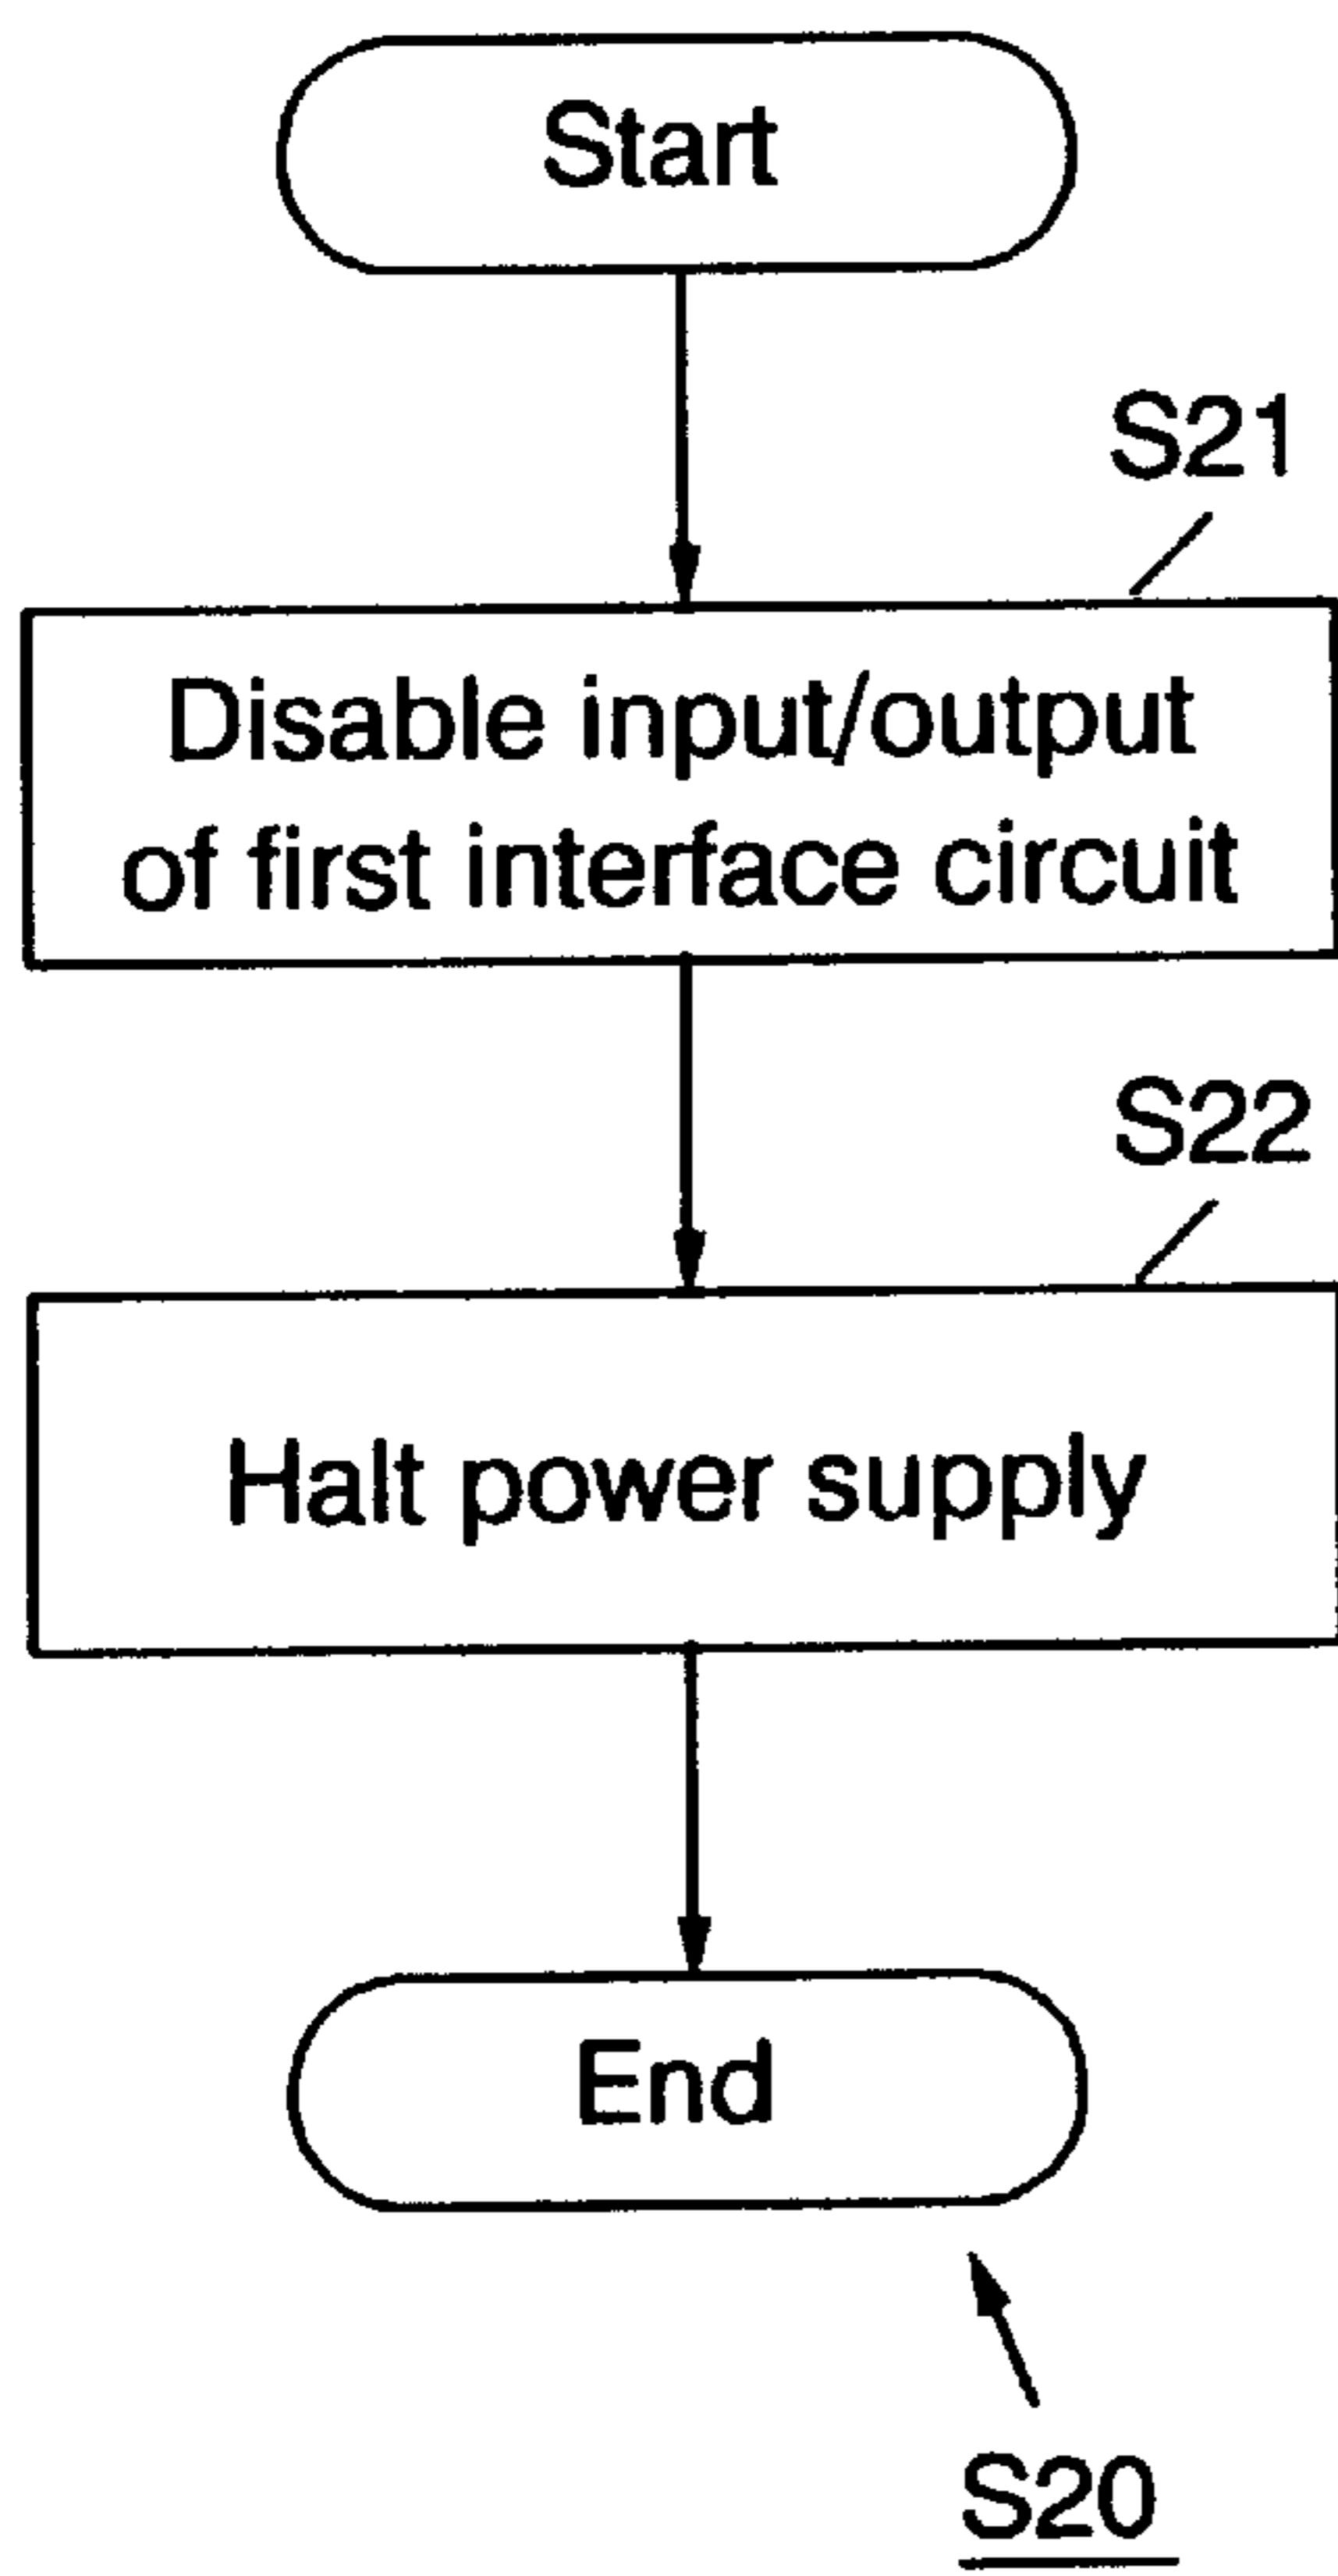 Start
S21
Disable input/output
of first interface circuit
S22
Halt power supply
End
S20